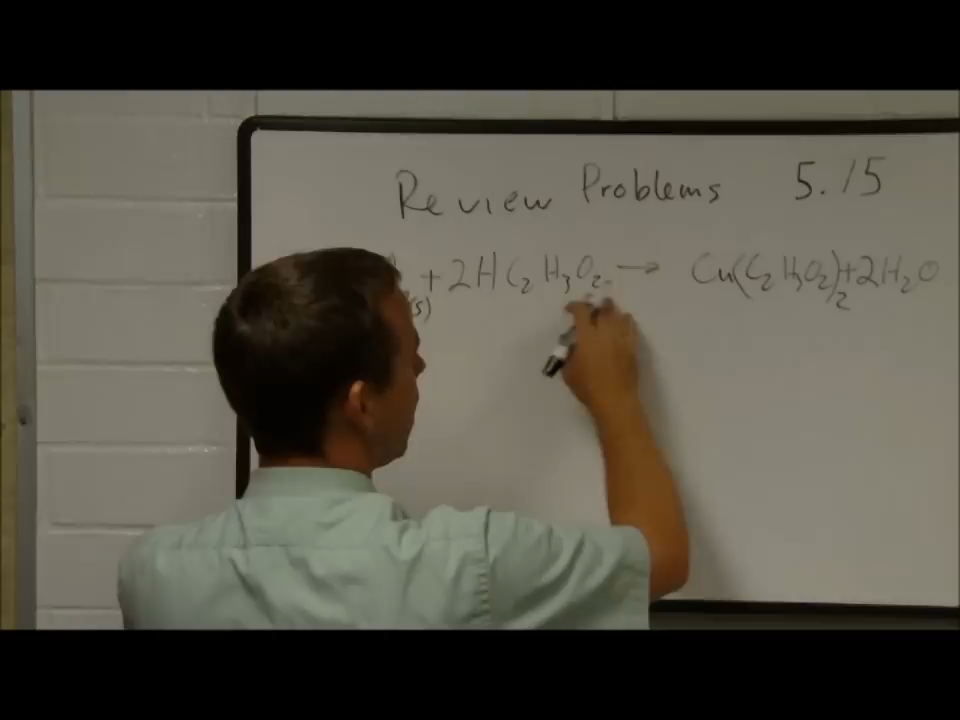 Review Problems 5.15
+ 2HC₂H₃O₂ → Cu(C₂H₃O₂)₂+2H₂O
(s)